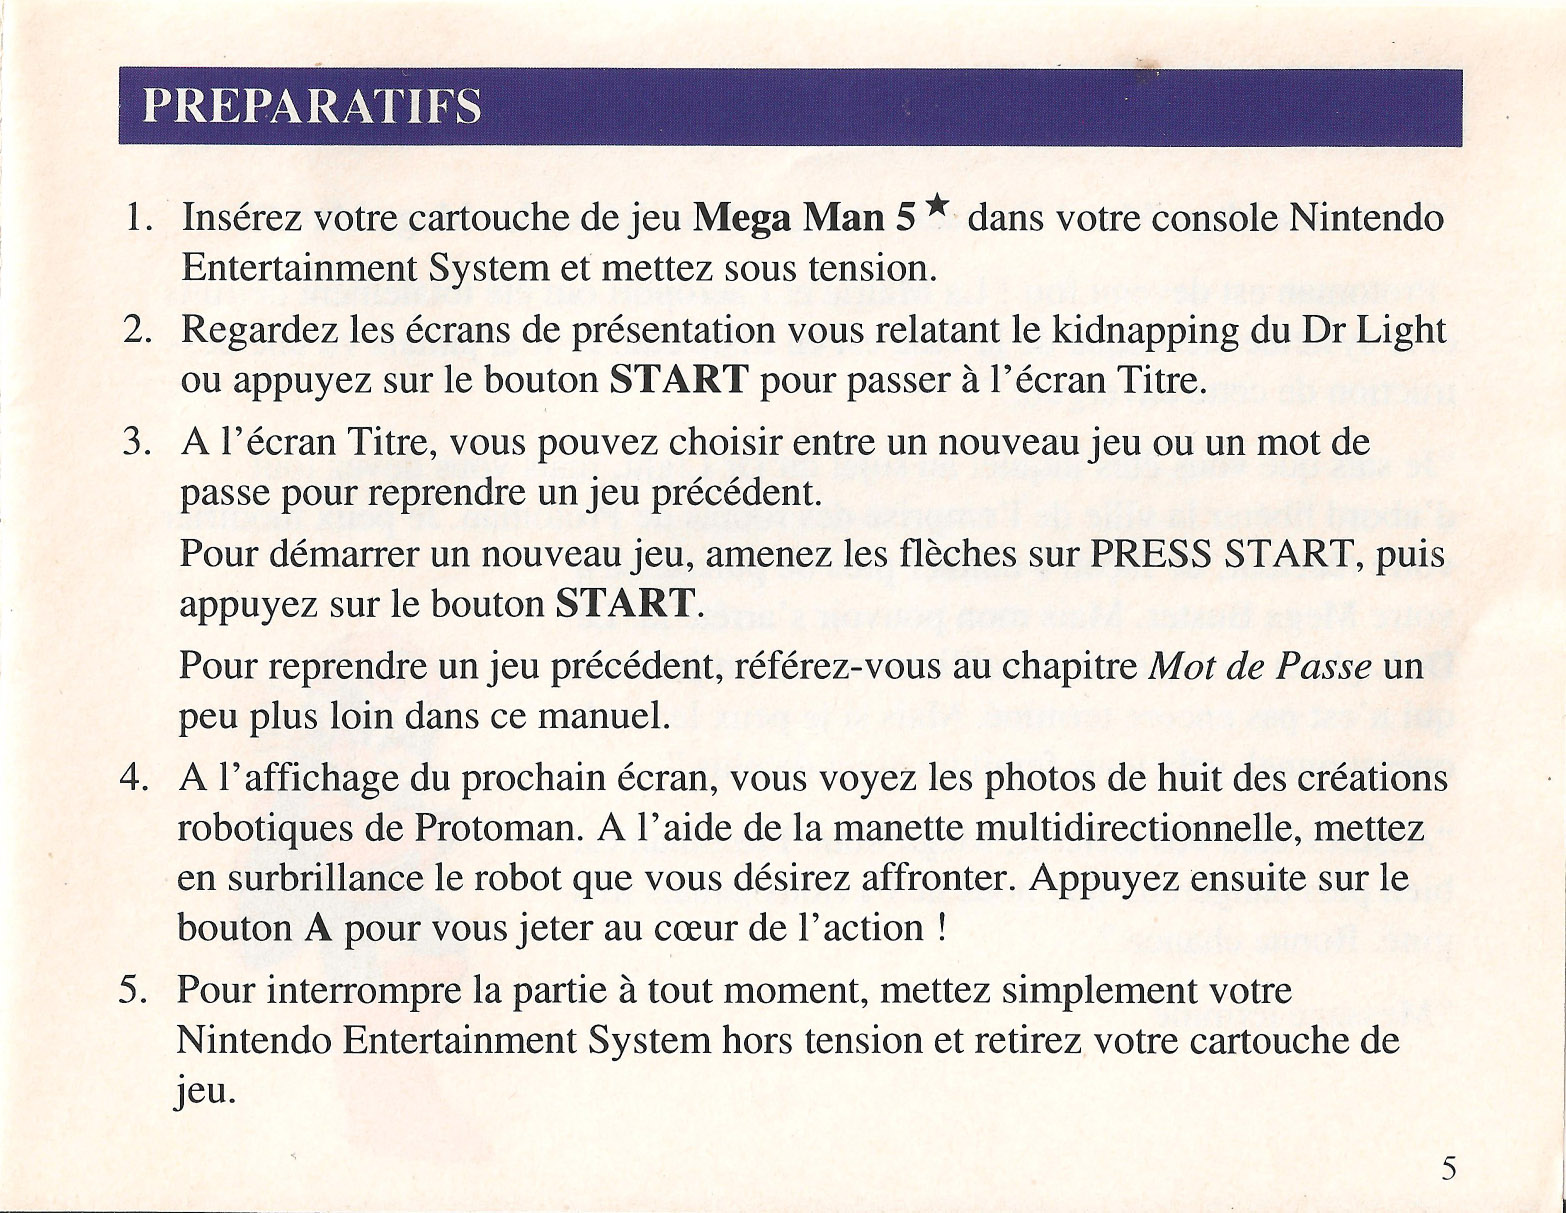 PREPARATIFS
1. Insérez votre cartouche de jeu Mega Man 5★ dans votre console Nintendo
Entertainment System et mettez sous tension.
2. Regardez les écrans de présentation vous relatant le kidnapping du Dr Light
ou appuyez sur le bouton START pour passer à l'écran Titre.
3. A l'écran Titre, vous pouvez choisir entre un nouveau jeu ou un mot de
passe pour reprendre un jeu précédent.
Pour démarrer un nouveau jeu, amenez les flèches sur PRESS START, puis
appuyez sur le bouton START.
Pour reprendre un jeu précédent, référez-vous au chapitre Mot de Passe un
peu plus loin dans ce manuel.
4. A l'affichage du prochain écran, vous voyez les photos de huit des créations
robotiques de Protoman. A l'aide de la manette multidirectionnelle, mettez
en surbrillance le robot que vous désirez affronter. Appuyez ensuite sur le
bouton A pour vous jeter au cœur de l'action !
5. Pour interrompre la partie à tout moment, mettez simplement votre
Nintendo Entertainment System hors tension et retirez votre cartouche de
jeu.
5